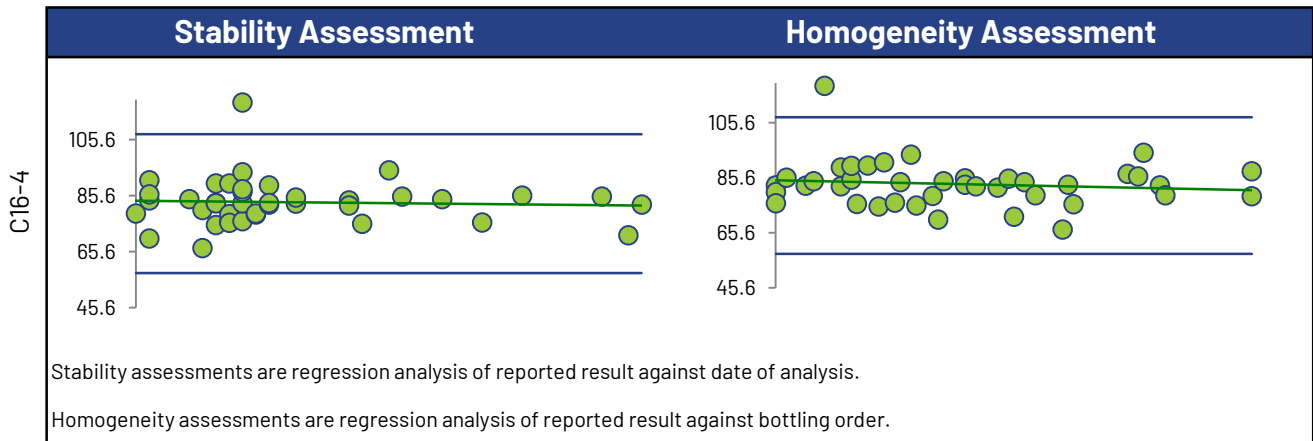 Stability Assessment
Homogeneity Assessment
C16-4
105.6
85.6
65.6
45.6
105.6
85.6
65.6
45.6
Stability assessments are regression analysis of reported result against date of analysis.
Homogeneity assessments are regression analysis of reported result against bottling order.